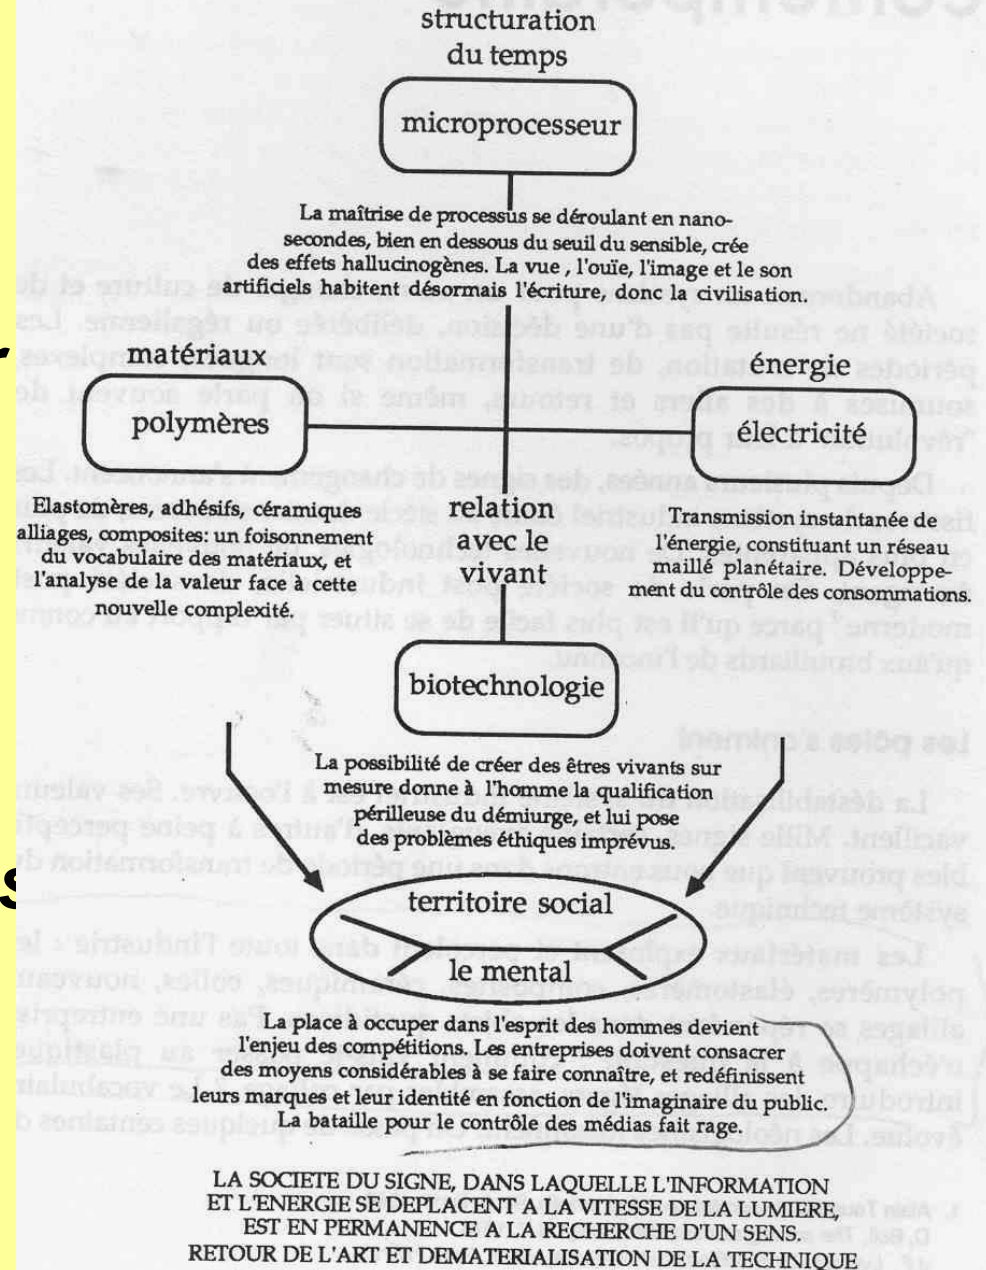 structuration
du temps
microprocesseur
La maîtrise de processus se déroulant en nano-
secondes, bien en dessous du seuil du sensible, crée
des effets hallucinogènes. La vue , l'ouïe, l'image et le son
artificiels habitent désormais l'écriture, donc la civilisation.
matériaux
polymères
énergie
électricité
Elastomères, adhésifs, céramiques
alliages, composites: un foisonnement
du vocabulaire des matériaux, et
l'analyse de la valeur face à cette
nouvelle complexité.
relation
avec le
vivant
Transmission instantanée de
l'énergie, constituant un réseau
maillé planétaire. Développe-
ment du contrôle des consommations.
biotechnologie
La possibilité de créer des êtres vivants sur
mesure donne à l'homme la qualification
périlleuse du démiurge, et lui pose
des problèmes éthiques imprévus.
territoire social
le mental
La place à occuper dans l'esprit des hommes devient
l'enjeu des compétitions. Les entreprises doivent consacrer
des moyens considérables à se faire connaître, et redéfinissent
leurs marques et leur identité en fonction de l'imaginaire du public.
La bataille pour le contrôle des médias fait rage.
LA SOCIETE DU SIGNE, DANS LAQUELLE L'INFORMATION
ET L'ENERGIE SE DEPLACENT A LA VITESSE DE LA LUMIERE,
EST EN PERMANENCE A LA RECHERCHE D'UN SENS.
RETOUR DE L'ART ET DEMATERIALISATION DE LA TECHNIQUE